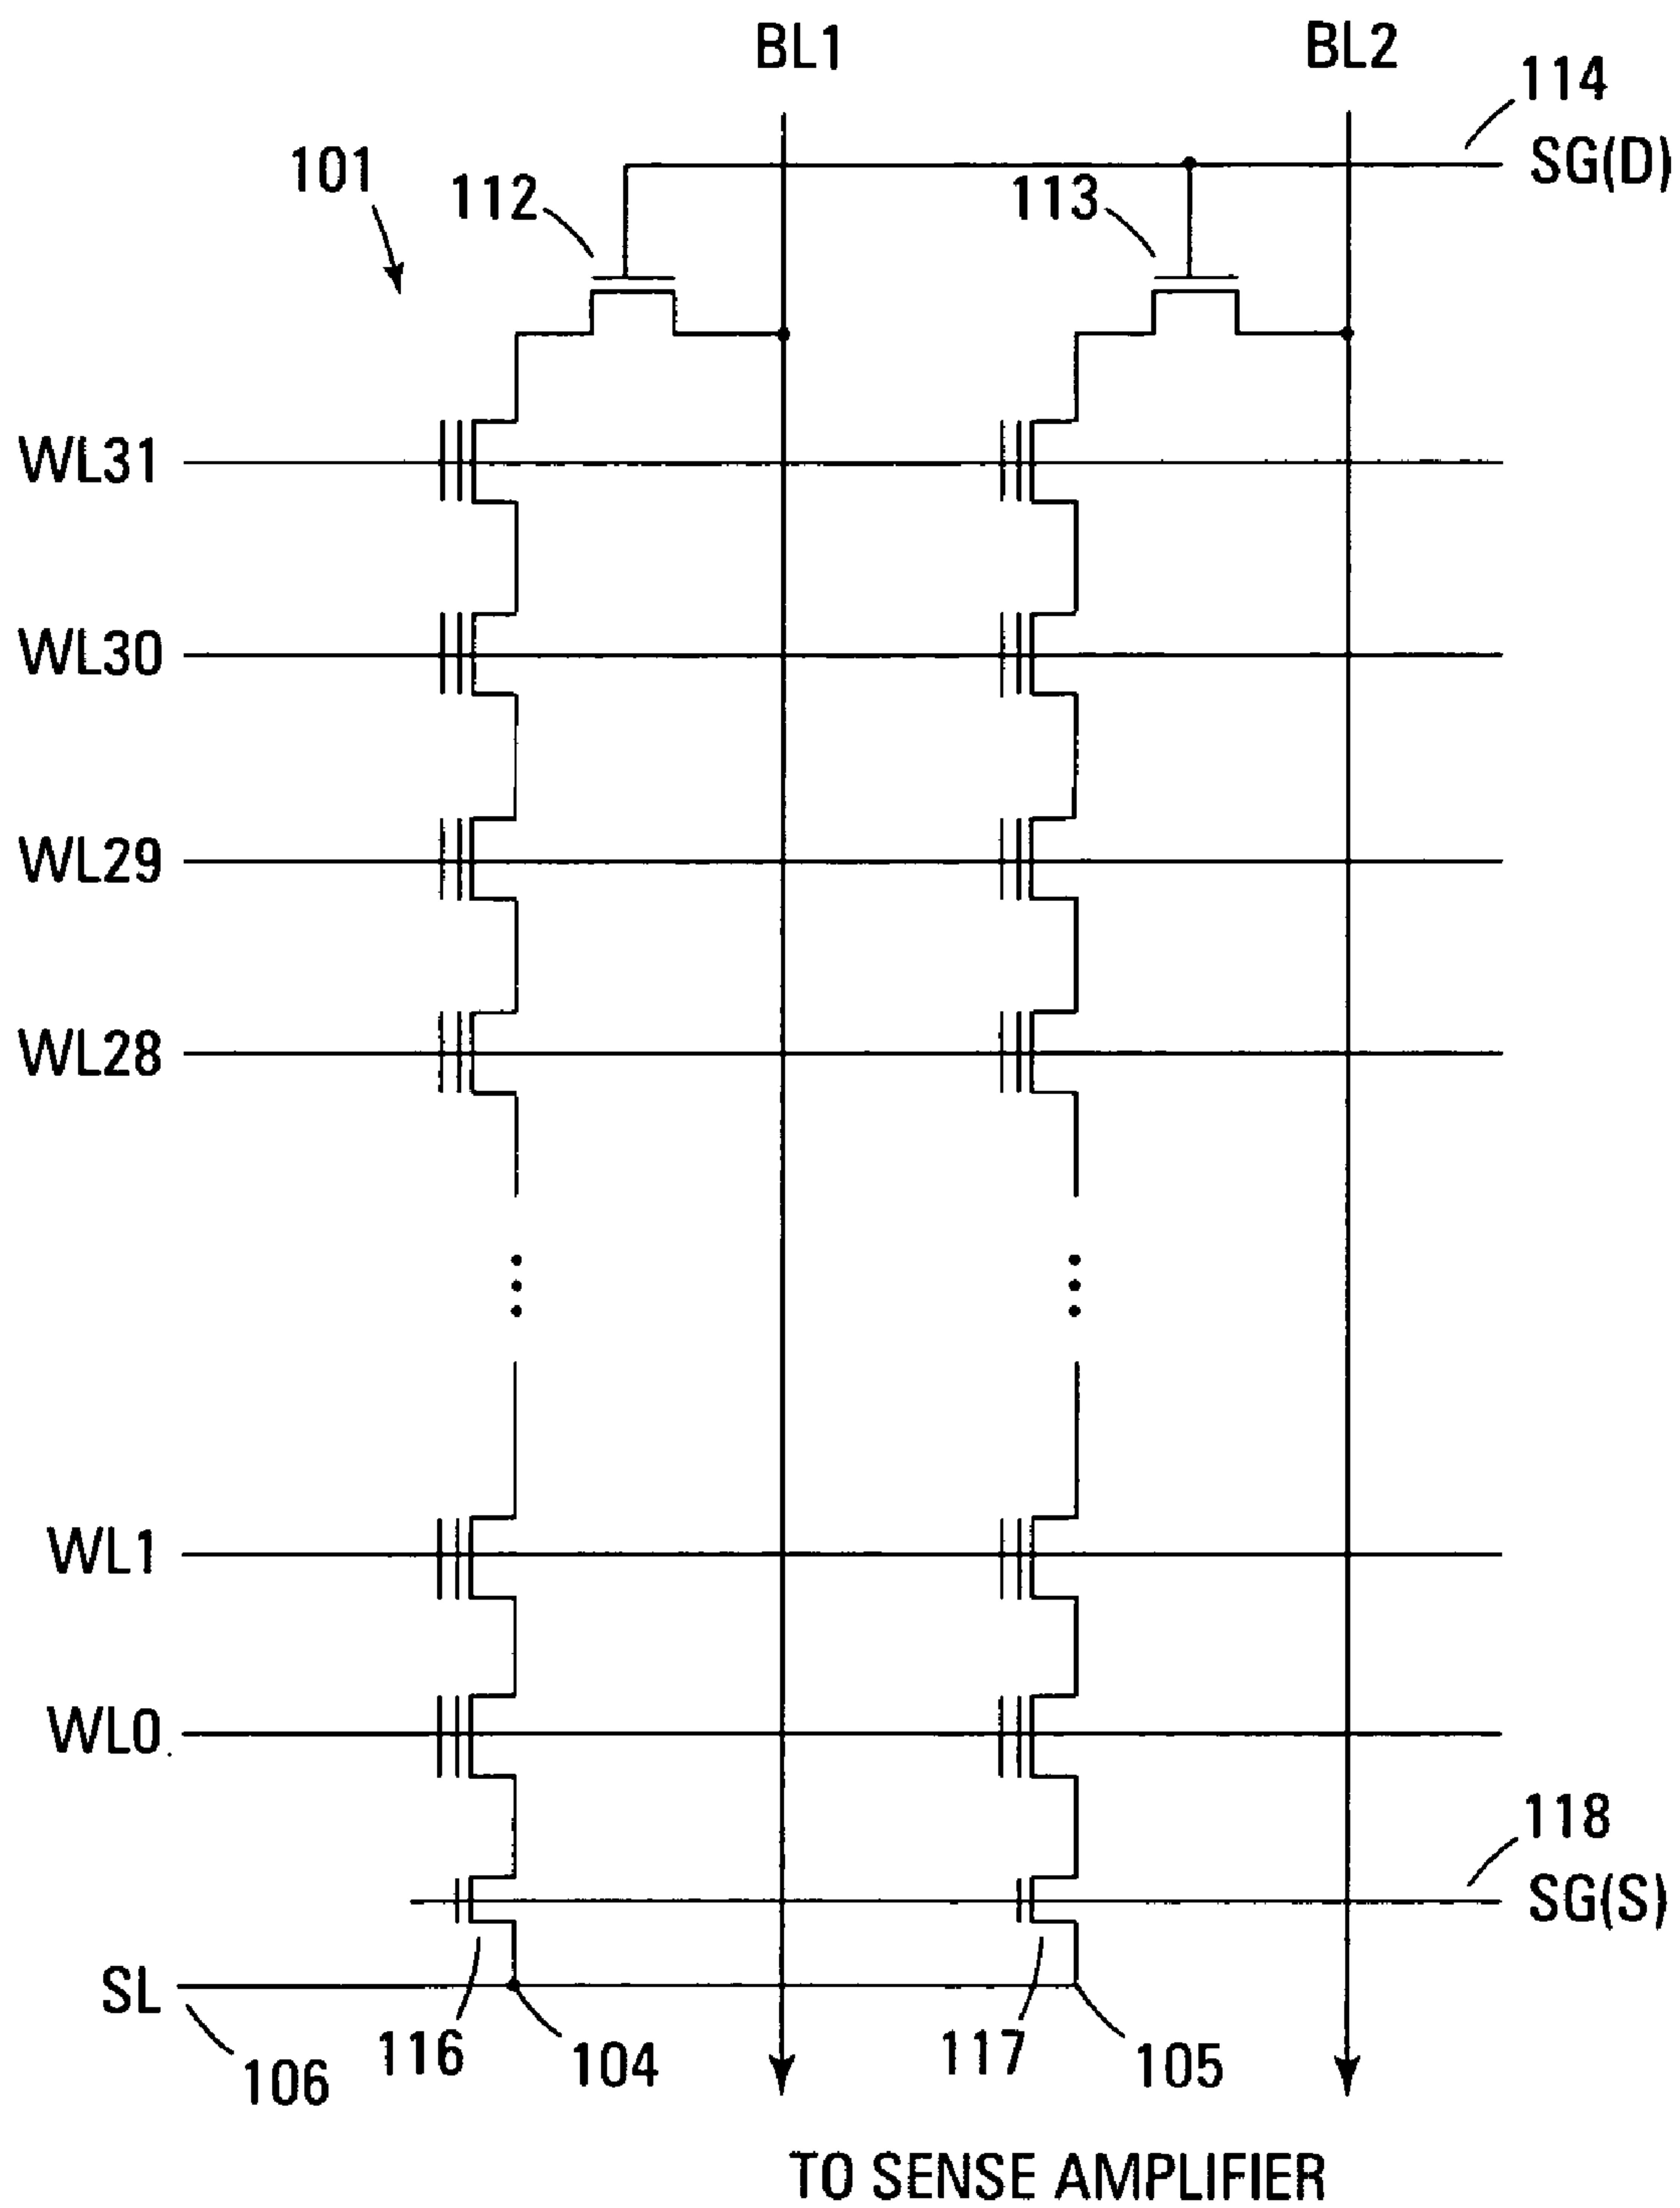 BL1
BL2
114
SG(D)
101
112
113
WL31
WL30
WL29
WL28
WL1
WL0
118
SG(S)
SL
106
116
104
117
105
TO SENSE AMPLIFIER